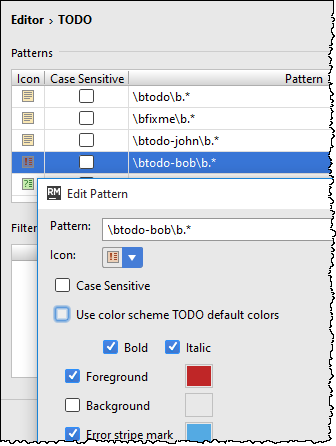 Editor › TODO
Patterns
Icon Case Sensitive Pattern
\btodo\b.*
\bfixme\b.*
\btodo-john\b.*
\btodo-bob\b.*
RM Edit Pattern
Pattern: \btodo-bob\b.*
Filter
Icon:
Case Sensitive
Use color scheme TODO default colors
Bold Italic
Foreground
Background
Error stripe mark